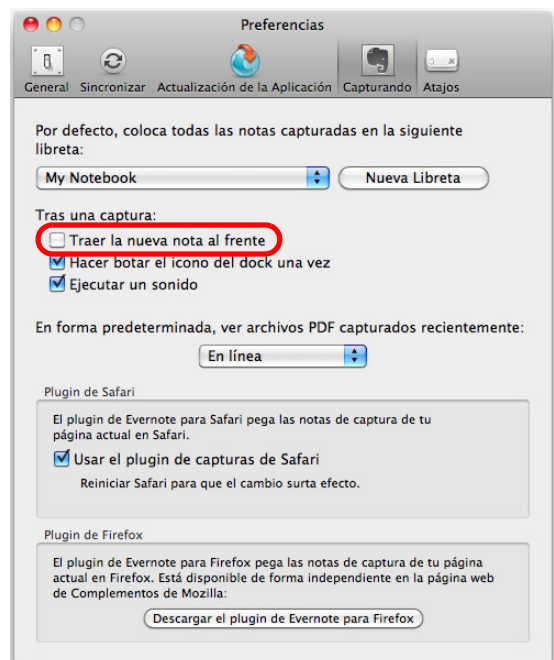 Preferencias
General Sincronizar Actualización de la Aplicación Capturando Atajos
Por defecto, coloca todas las notas capturadas en la siguiente
libreta:
My Notebook Nueva Libreta
Tras una captura:
Traer la nueva nota al frente
Hacer botar el icono del dock una vez
Ejecutar un sonido
En forma predeterminada, ver archivos PDF capturados recientemente:
En línea
Plugin de Safari
El plugin de Evernote para Safari pega las notas de captura de tu
página actual en Safari.
Usar el plugin de capturas de Safari
Reiniciar Safari para que el cambio surta efecto.
Plugin de Firefox
El plugin de Evernote para Firefox pega las notas de captura de tu página
actual en Firefox. Está disponible de forma independiente en la página web
de Complementos de Mozilla:
Descargar el plugin de Evernote para Firefox